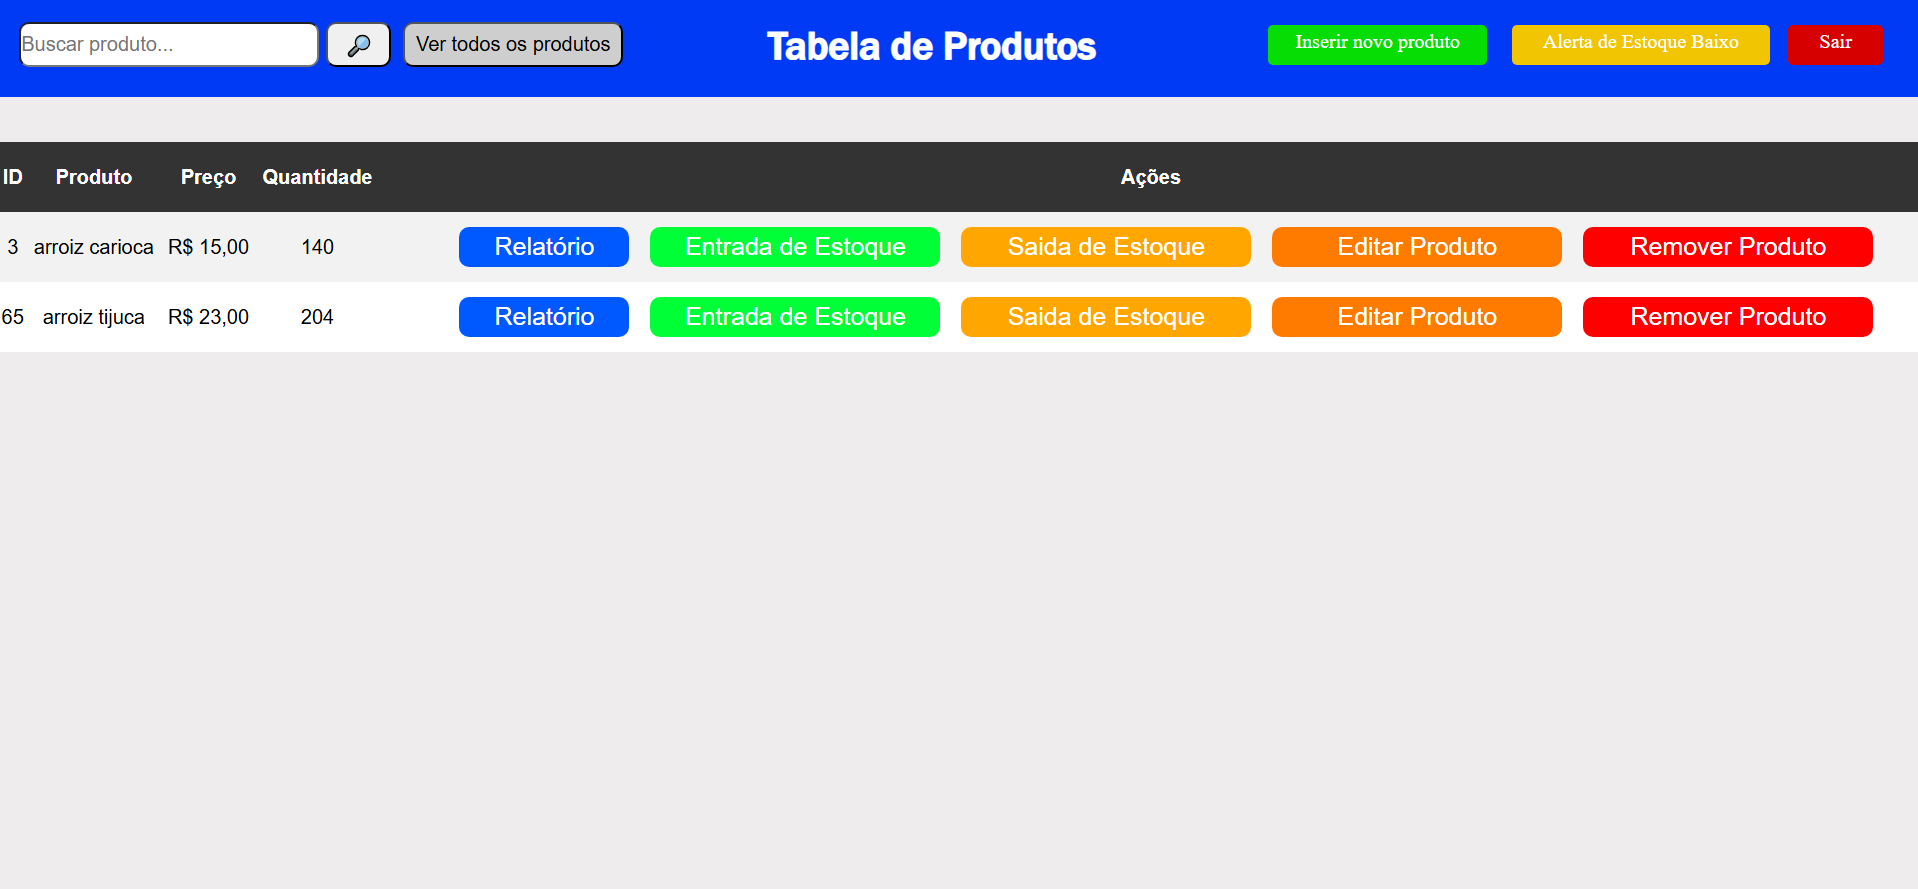 Buscar produto... Ver todos os produtos Tabela de Produtos Inserir novo produto Alerta de Estoque Baixo Sair
ID Produto Preço Quantidade Ações
3 arroiz carioca R$ 15,00 140 Relatório Entrada de Estoque Saida de Estoque Editar Produto Remover Produto
65 arroiz tijuca R$ 23,00 204 Relatório Entrada de Estoque Saida de Estoque Editar Produto Remover Produto